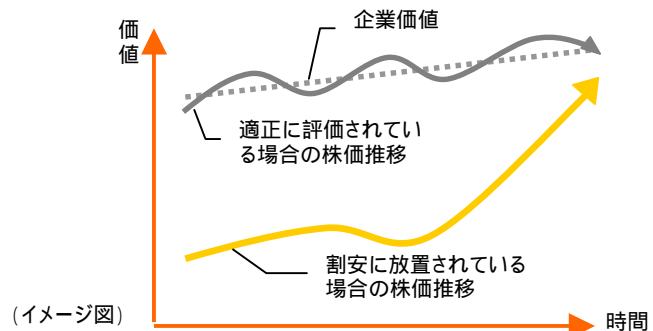 企業価値
価
値
適正に評価されてい
る場合の株価推移
割安に放置されている
場合の株価推移
(イメージ図)
時間